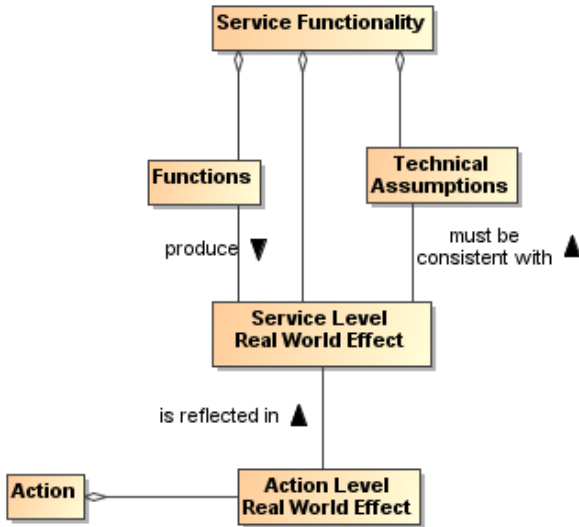 Service Functionality
Functions
Technical
Assumptions
produce
must be
consistent with
Service Level
Real World Effect
is reflected in
Action
Action Level
Real World Effect